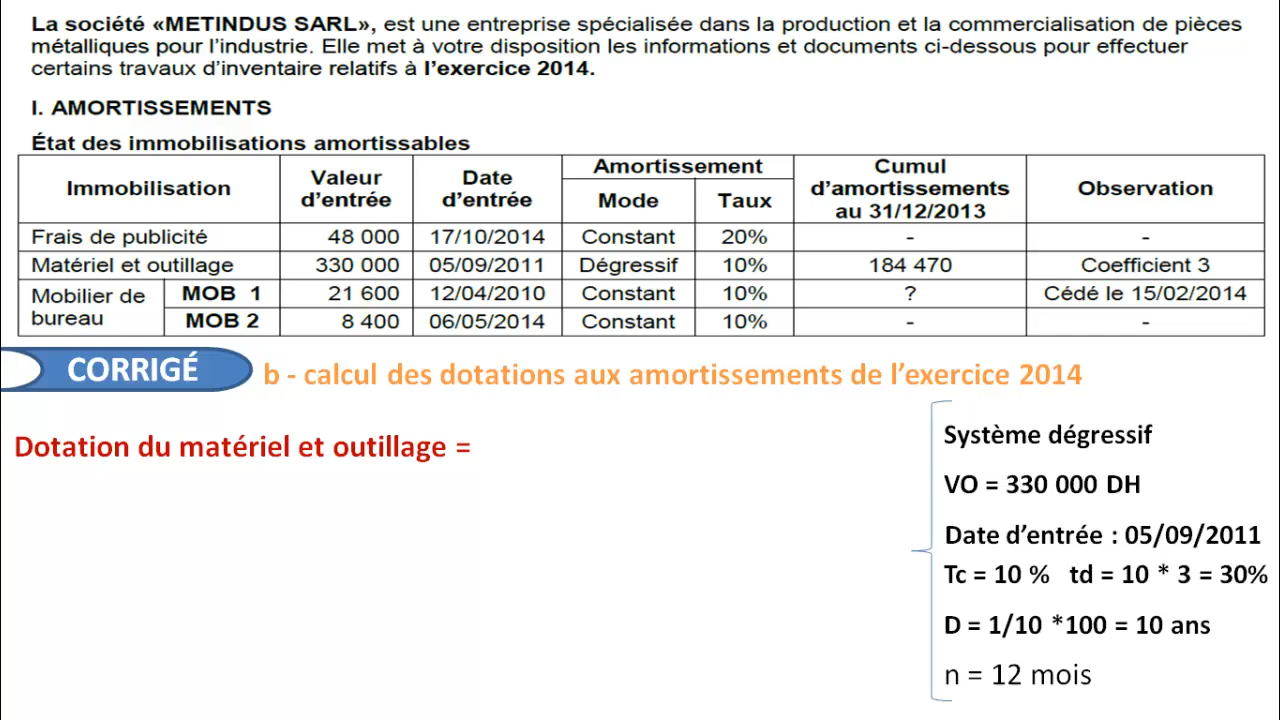 La société «METINDUS SARL», est une entreprise spécialisée dans la production et la commercialisation de pièces
métalliques pour l'industrie. Elle met à votre disposition les informations et documents ci-dessous pour effectuer
certains travaux d'inventaire relatifs à l'exercice 2014.
I. AMORTISSEMENTS
État des immobilisations amortissables
Immobilisation Valeur d'entrée Date d'entrée Amortissement Mode Taux Cumul d'amortissements au 31/12/2013 Observation
Frais de publicité 48 000 17/10/2014 Constant 20% - -
Matériel et outillage 330 000 05/09/2011 Dégressif 10% 184 470 Coefficient 3
Mobilier de bureau MOB 1 21 600 12/04/2010 Constant 10% ? Cédé le 15/02/2014
MOB 2 8 400 06/05/2014 Constant 10% - -
CORRIGÉ
b - calcul des dotations aux amortissements de l'exercice 2014
Dotation du matériel et outillage =
Système dégressif
VO = 330 000 DH
Date d'entrée : 05/09/2011
Tc = 10 % td = 10 * 3 = 30%
D = 1/10 *100 = 10 ans
n = 12 mois